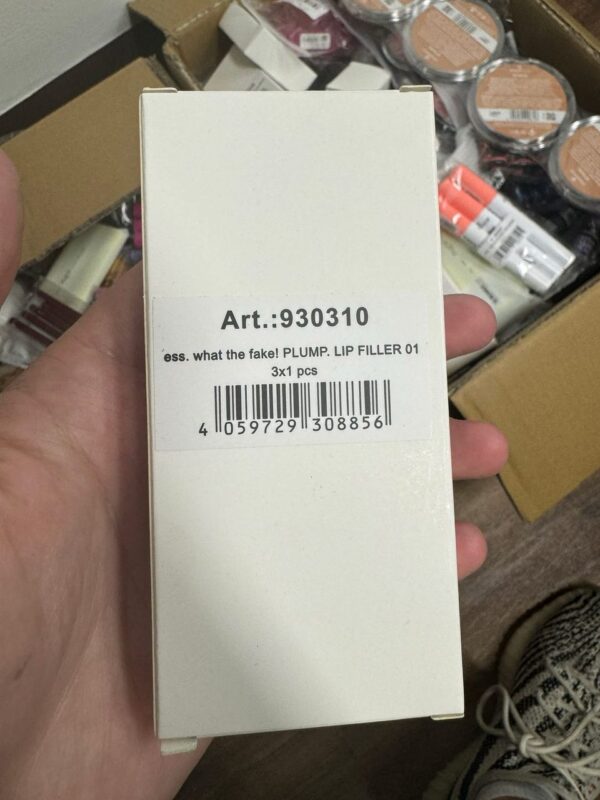 Art.:930310
ess. what the fake! PLUMP. LIP FILLER 01
3x1 pcs
4 059729 308856